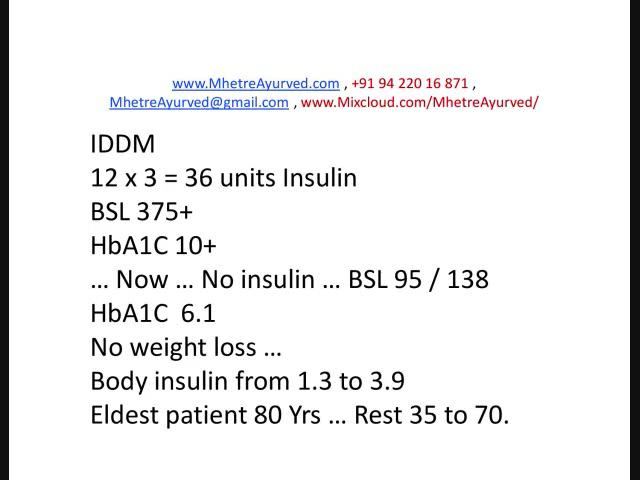 www.MhetreAyurved.com , +91 94 220 16 871 ,
MhetreAyurved@gmail.com , www.Mixcloud.com/MhetreAyurved/
IDDM
12 x 3 = 36 units Insulin
BSL 375+
HbA1C 10+
... Now ... No insulin ... BSL 95 / 138
HbA1C  6.1
No weight loss ...
Body insulin from 1.3 to 3.9
Eldest patient 80 Yrs ... Rest 35 to 70.